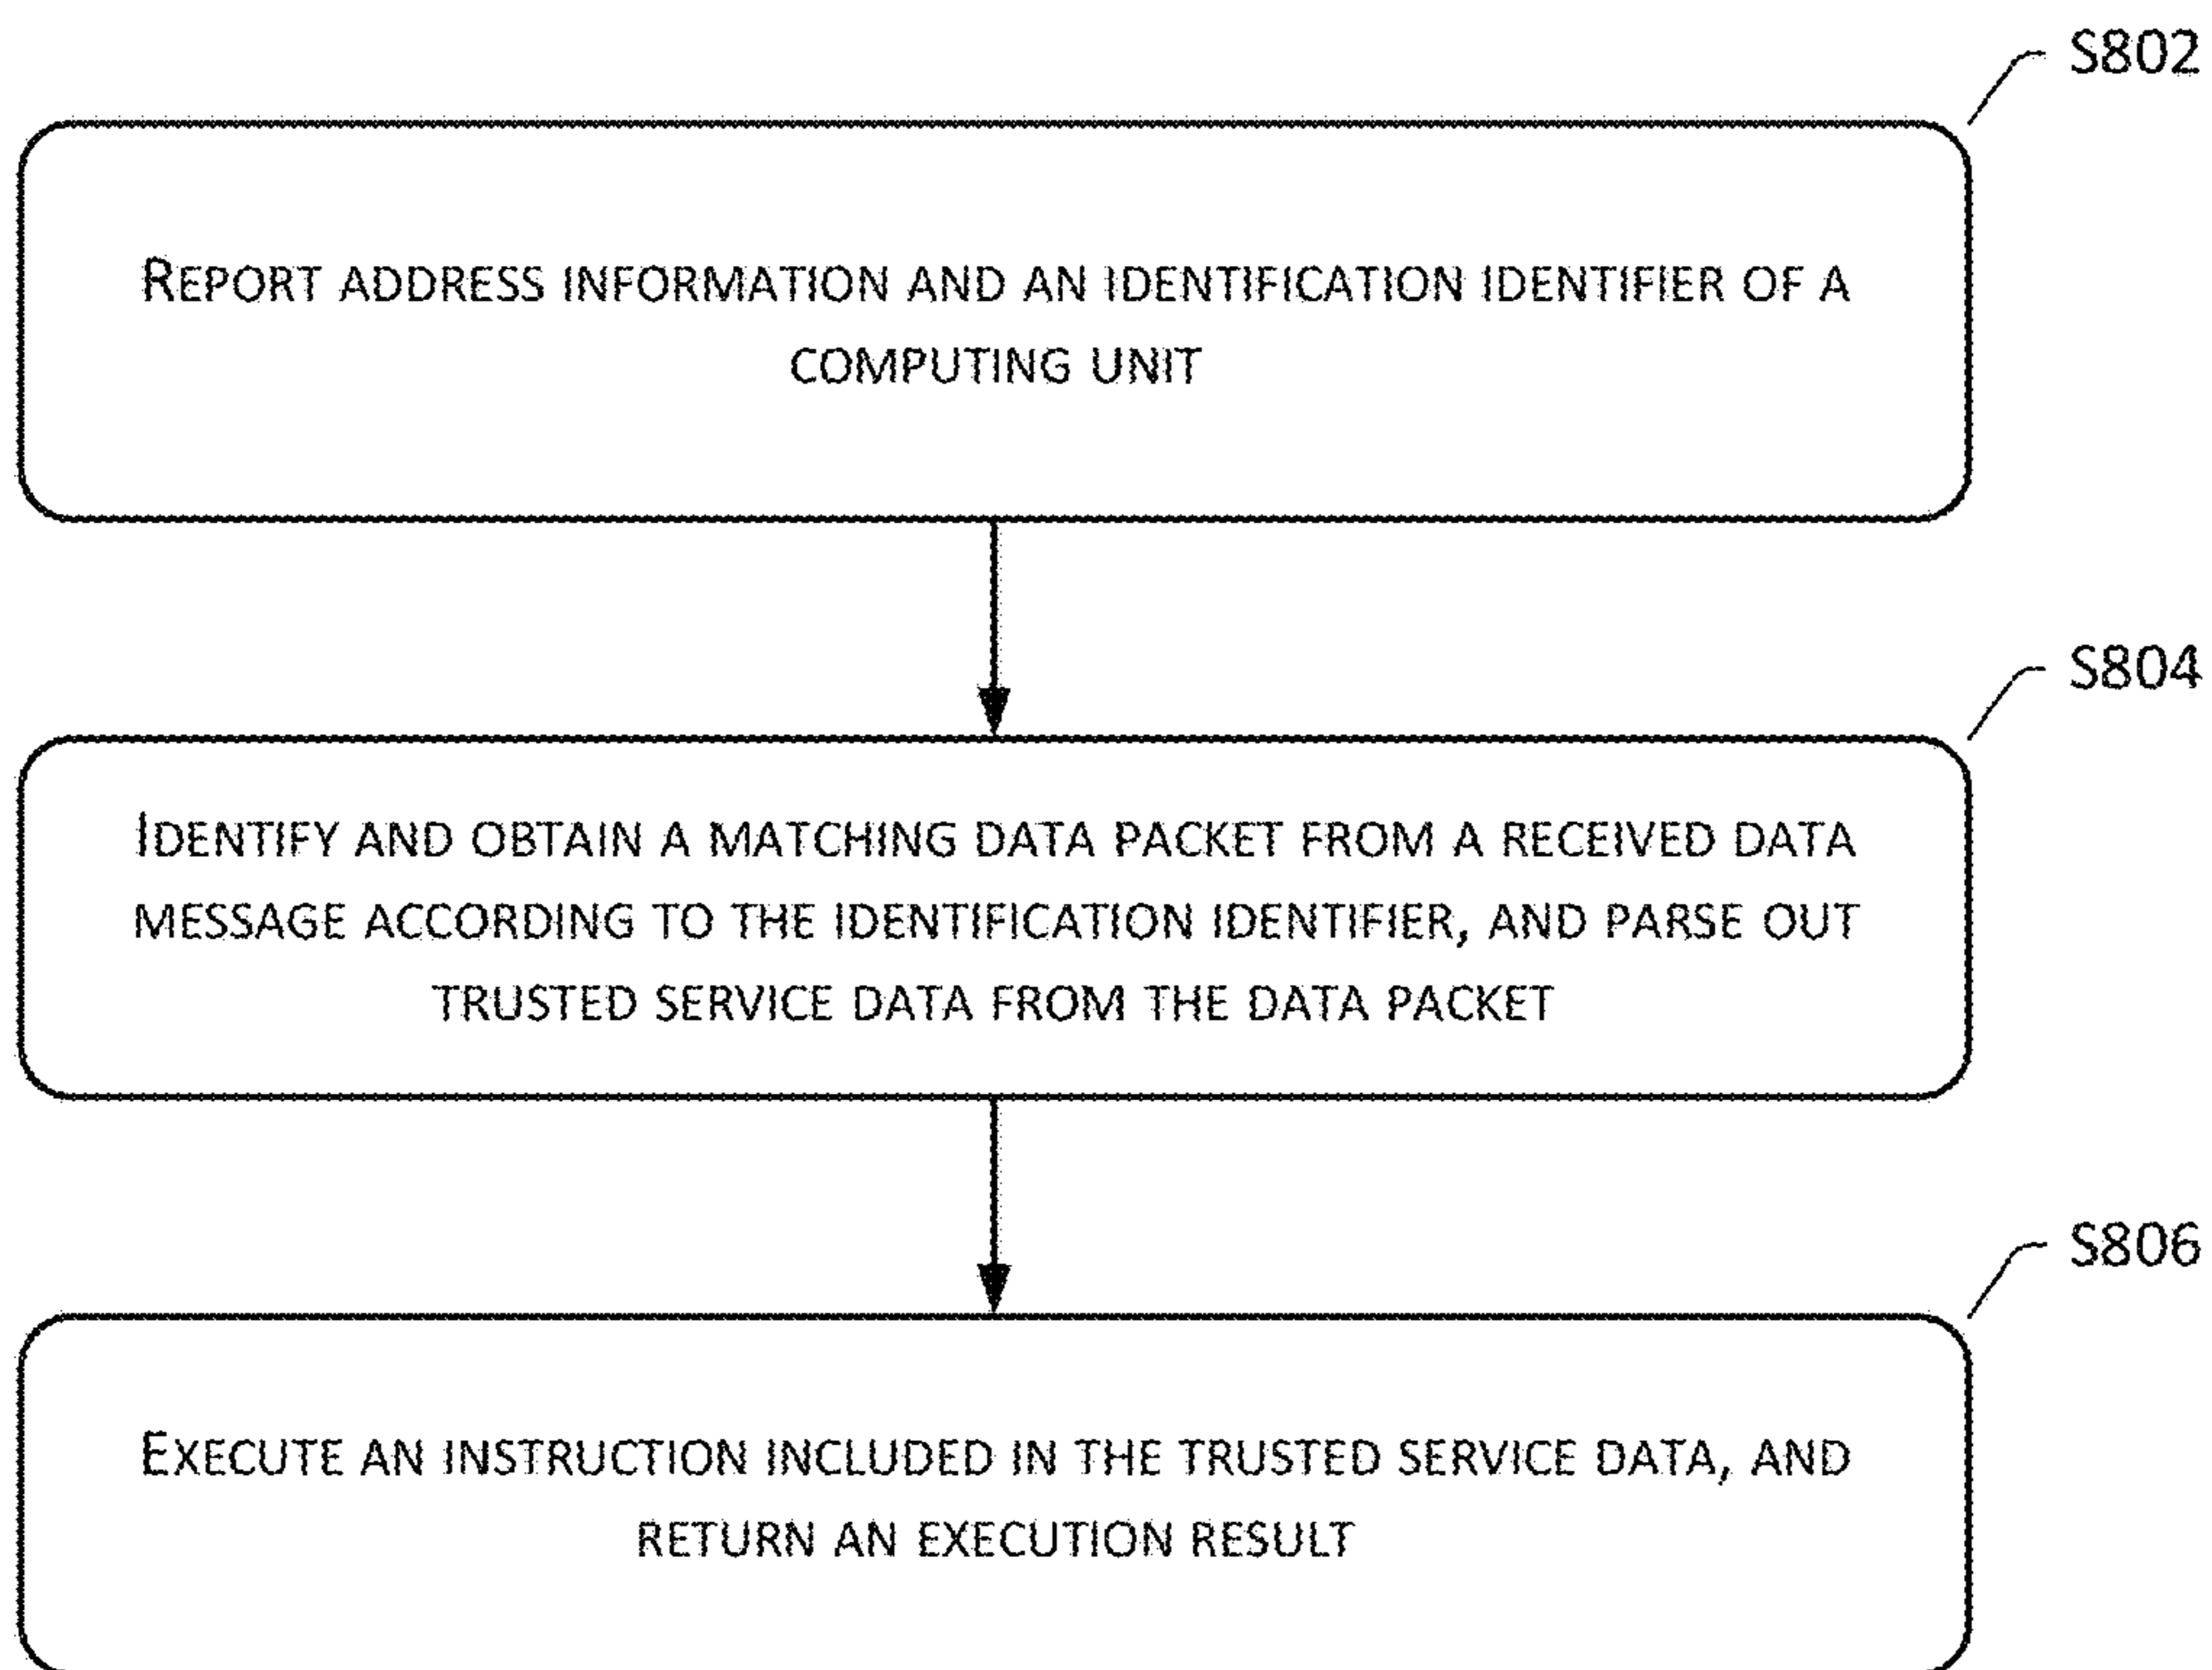 S802
REPORT ADDRESS INFORMATION AND AN IDENTIFICATION IDENTIFIER OF A
COMPUTING UNIT
S804
IDENTIFY AND OBTAIN A MATCHING DATA PACKET FROM A RECEIVED DATA
MESSAGE ACCORDING TO THE IDENTIFICATION IDENTIFIER, AND PARSE OUT
TRUSTED SERVICE DATA FROM THE DATA PACKET
S806
EXECUTE AN INSTRUCTION INCLUDED IN THE TRUSTED SERVICE DATA, AND
RETURN AN EXECUTION RESULT